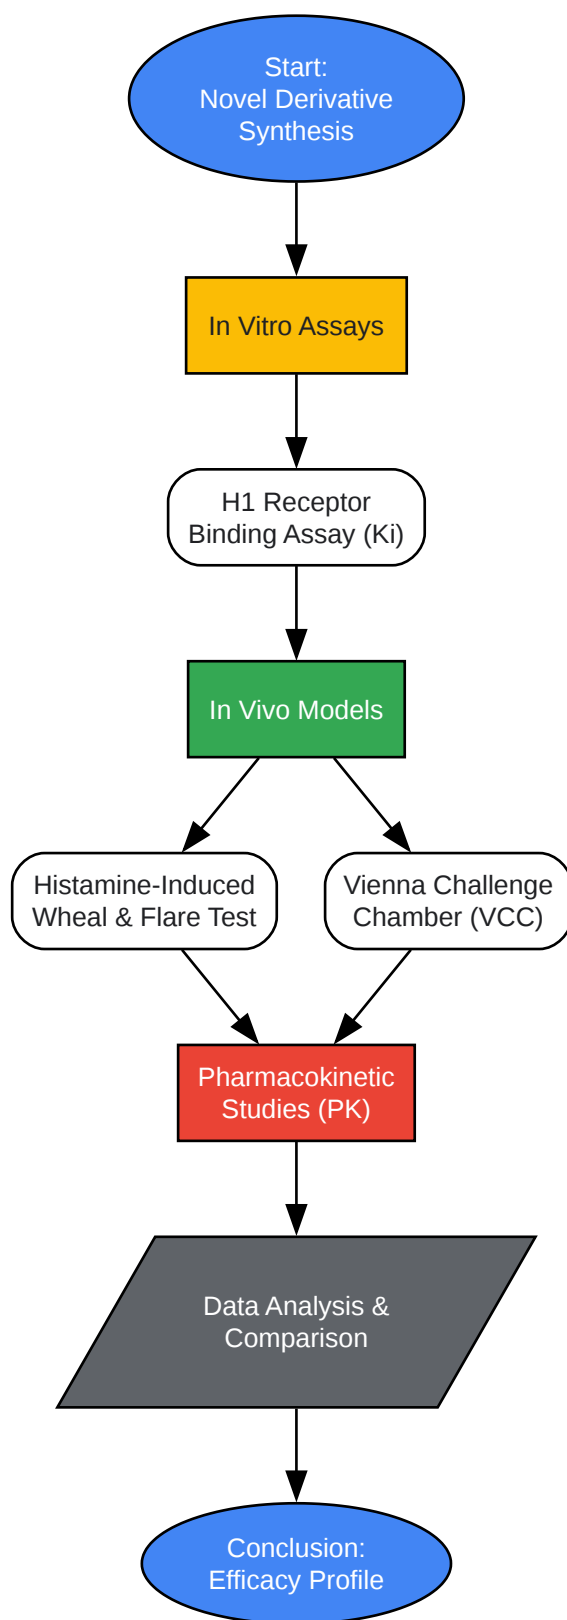 Start:
Novel Derivative
Synthesis
In Vitro Assays
H1 Receptor
Binding Assay (Ki)
In Vivo Models
Histamine-Induced
Wheal & Flare Test
Vienna Challenge
Chamber (VCC)
Pharmacokinetic
Studies (PK)
Data Analysis &
Comparison
Conclusion:
Efficacy Profile